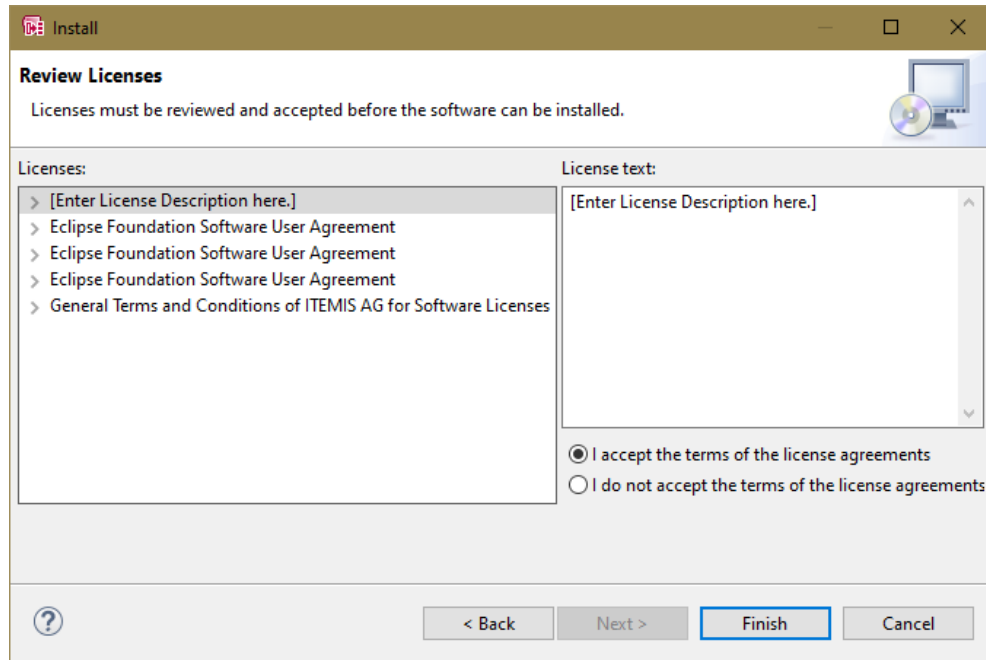 Install
Review Licenses
Licenses must be reviewed and accepted before the software can be installed.
Licenses:
[Enter License Description here.]
Eclipse Foundation Software User Agreement
Eclipse Foundation Software User Agreement
Eclipse Foundation Software User Agreement
General Terms and Conditions of ITEMIS AG for Software Licenses
License text:
[Enter License Description here.]
I accept the terms of the license agreements
I do not accept the terms of the license agreements
?
< Back
Next >
Finish
Cancel